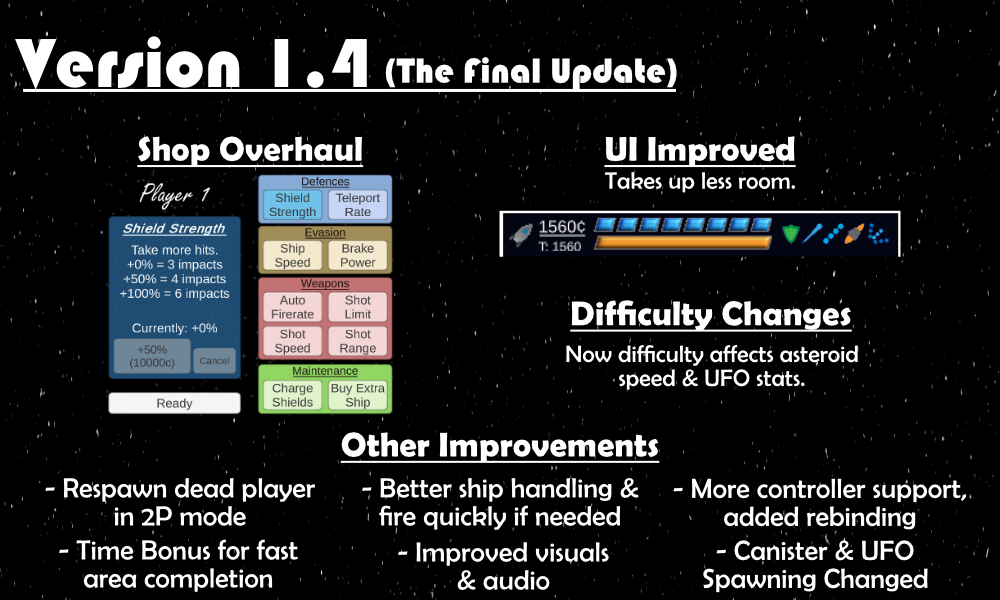 Version 1.4 (The Final Update)
Shop Overhaul
Player 1
Shield Strength
Take more hits.
+0% = 3 impacts
+50% = 4 impacts
+100% = 6 impacts
Currently: +0%
+50%
(10000c)
Cancel
Ready
Defences
Shield
Strength
Teleport
Rate
Evasion
Ship
Speed
Brake
Power
Weapons
Auto
Firerate
Shot
Limit
Shot
Speed
Shot
Range
Maintenance
Charge
Shields
Buy Extra
Ship
UI Improved
Takes up less room.
1560¢
T: 1560
Difficulty Changes
Now difficulty affects asteroid
speed & UFO stats.
Other Improvements
- Respawn dead player
in 2P mode
- Time Bonus for fast
area completion
- Better ship handling &
fire quickly if needed
- Improved visuals
& audio
- More controller support,
added rebinding
- Canister & UFO
Spawning Changed